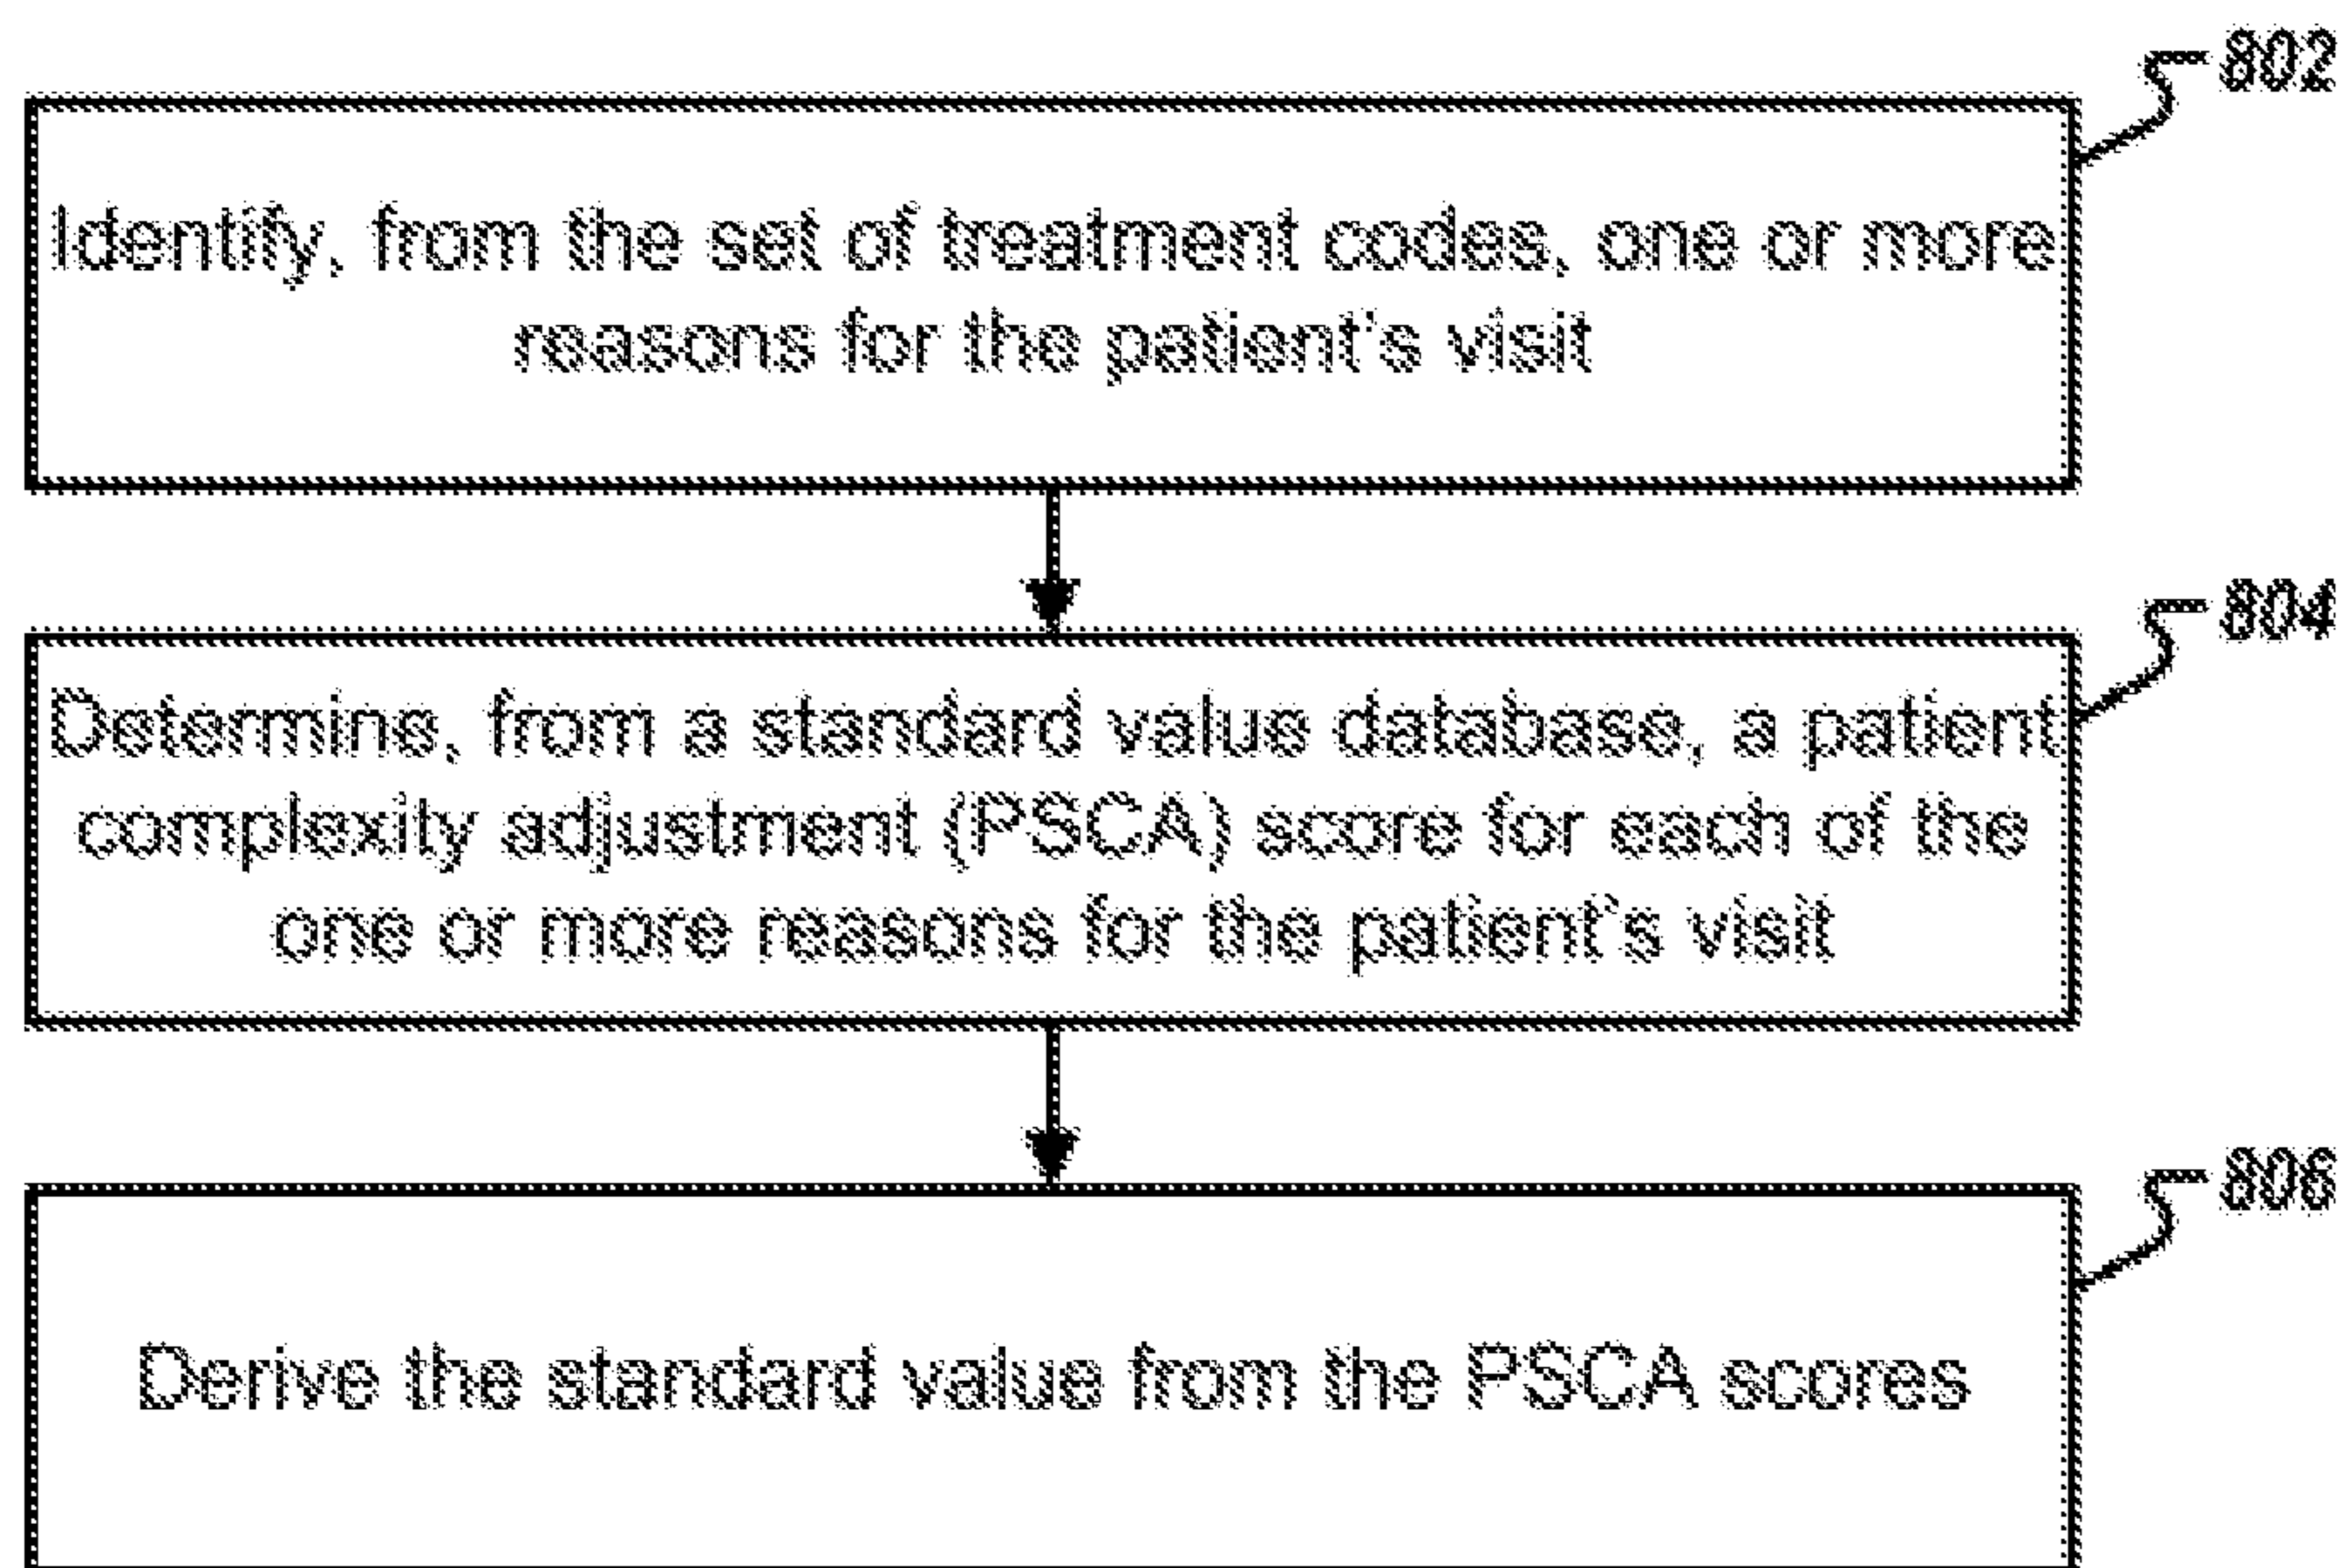 802
Identify, from the set of treatment codes, one or more
reasons for the patient's visit
804
Determine, from a standard value database, a patient
complexity adjustment (PSCA) score for each of the
one or more reasons for the patient's visit
806
Derive the standard value from the PSCA scores